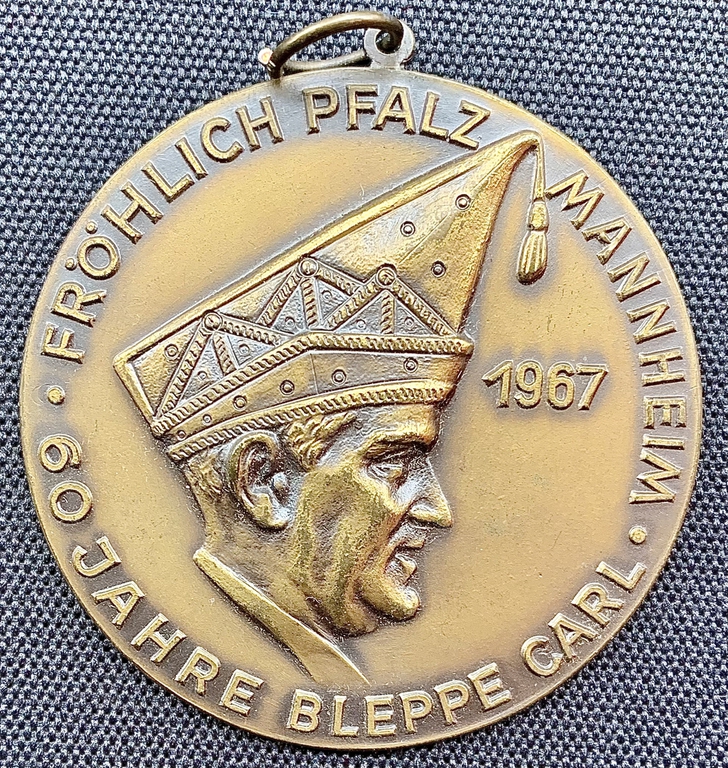 FRÖHLICH PFALZ MANNHEIM
1967
60 JAHRE BLEPPE CARL